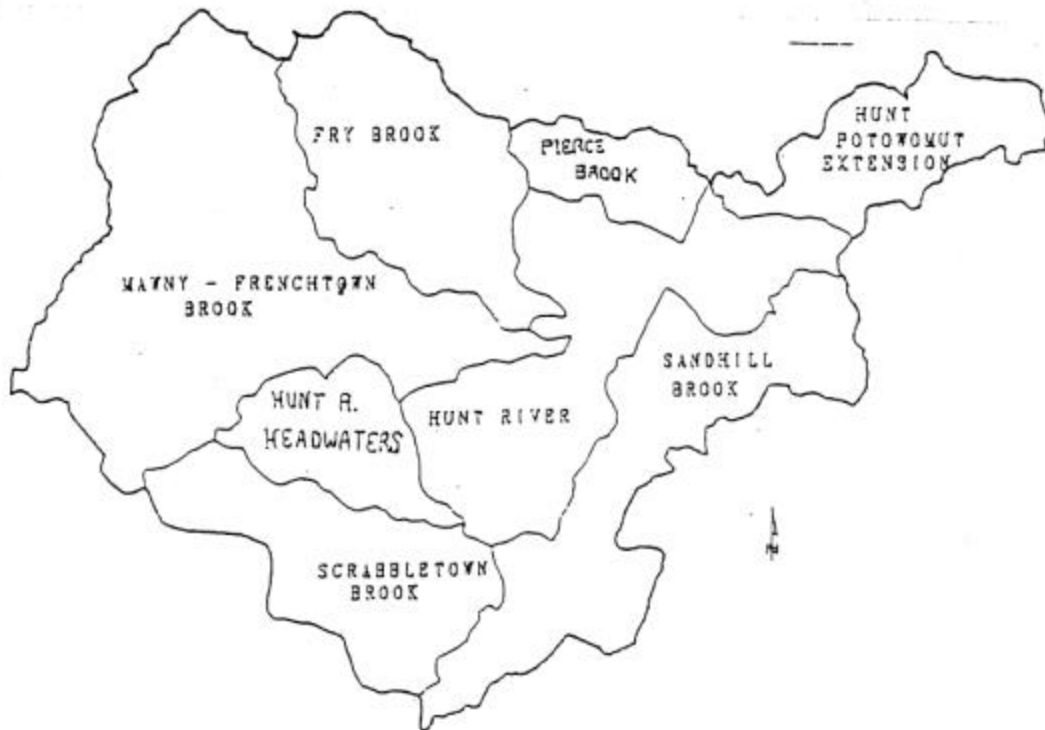 FRY BROOK
PIERCE
BROOK
HUNT
POTOWOMUT
EXTENSION
MAWNY - FRENCHTOWN
BROOK
HUNT R.
HEADWATERS
HUNT RIVER
SANDHILL
BROOK
SCRABBLETOWN
BROOK